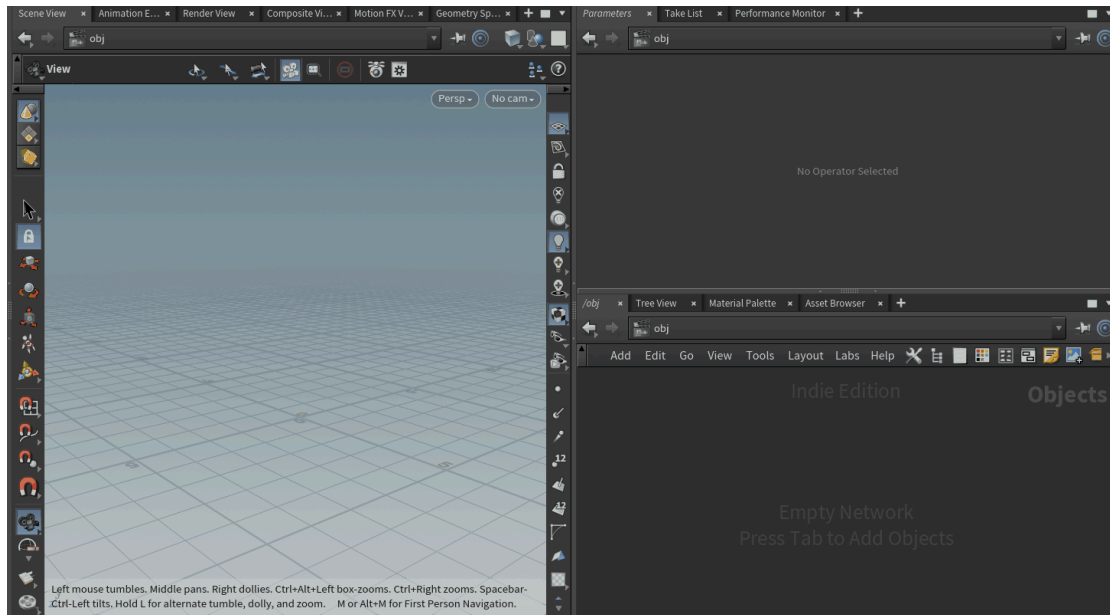 Scene View
Animation E...
Render View
Composite Vi...
Motion FX V...
Geometry Sp...
obj
View
Persp
No cam
12
12
Left mouse tumbles. Middle pans. Right dollies. Ctrl+Alt+Left box-zooms. Ctrl+Right zooms. Spacebar-
Ctrl-Left tilts. Hold L for alternate tumble, dolly, and zoom. M or Alt+M for First Person Navigation.
Parameters
Take List
Performance Monitor
obj
No Operator Selected
/obj
Tree View
Material Palette
Asset Browser
obj
Add Edit Go View Tools Layout Labs Help
Indie Edition
Objects
Empty Network
Press Tab to Add Objects